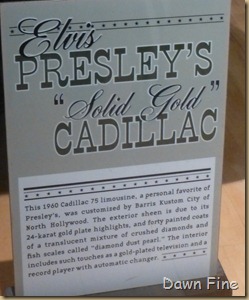 Elvis
PRESLEY'S
"Solid Gold"
CADILLAC
This 1960 Cadillac 75 limousine, a personal favorite of
Presley's, was customized by Barris Kustom City of
North Hollywood. The exterior sheen is due to its
24-karat gold plate highlights, and forty painted coats
of a translucent mixture of crushed diamonds and
fish scales called "diamond dust pearl." The interior
includes such touches as a gold-plated television and a
record player with automatic changer.
Dawn Fine